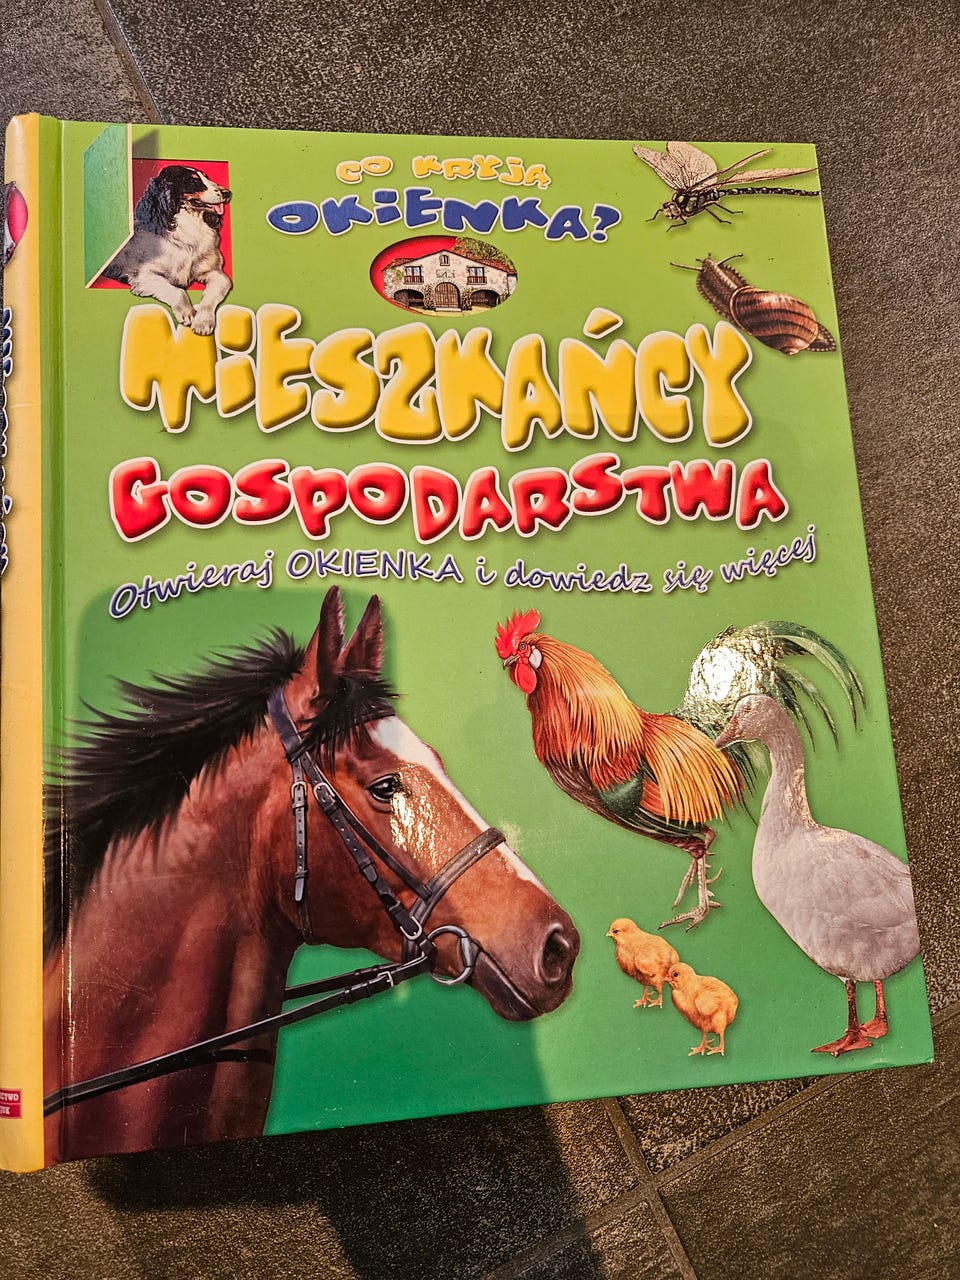 CO KRYJĄ
OKIENKA?
MIESZKAŃCY
GOSPODARSTWA
Otwieraj OKIENKA i dowiedz się więcej